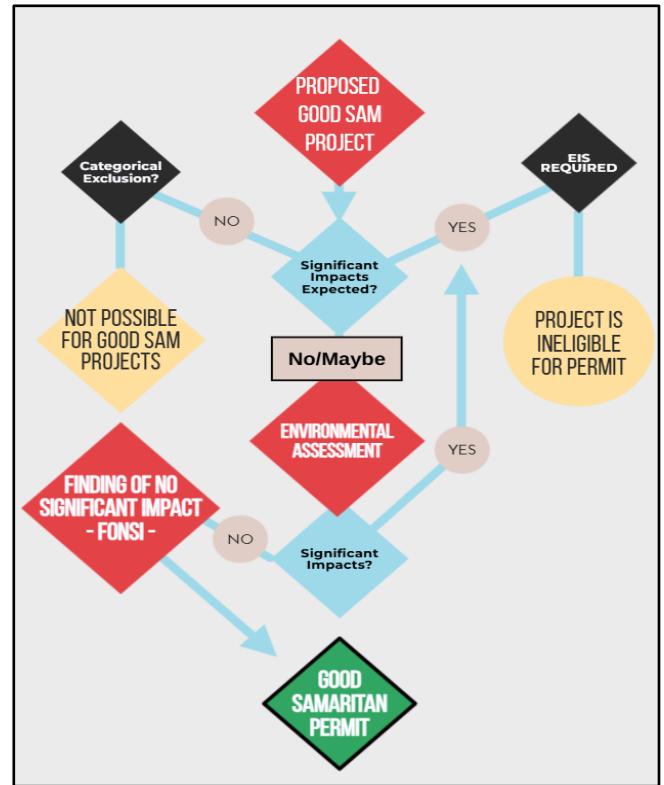 PROPOSED
GOOD SAM
PROJECT
Categorical
Exclusion?
EIS
REQUIRED
NO
YES
Significant
Impacts
Expected?
NOT POSSIBLE
FOR GOOD SAM
PROJECTS
PROJECT IS
INELIGIBLE
FOR PERMIT
No/Maybe
ENVIRONMENTAL
ASSESSMENT
YES
FINDING OF NO
SIGNIFICANT IMPACT
- FONSI -
NO
Significant
Impacts?
GOOD
SAMARITAN
PERMIT